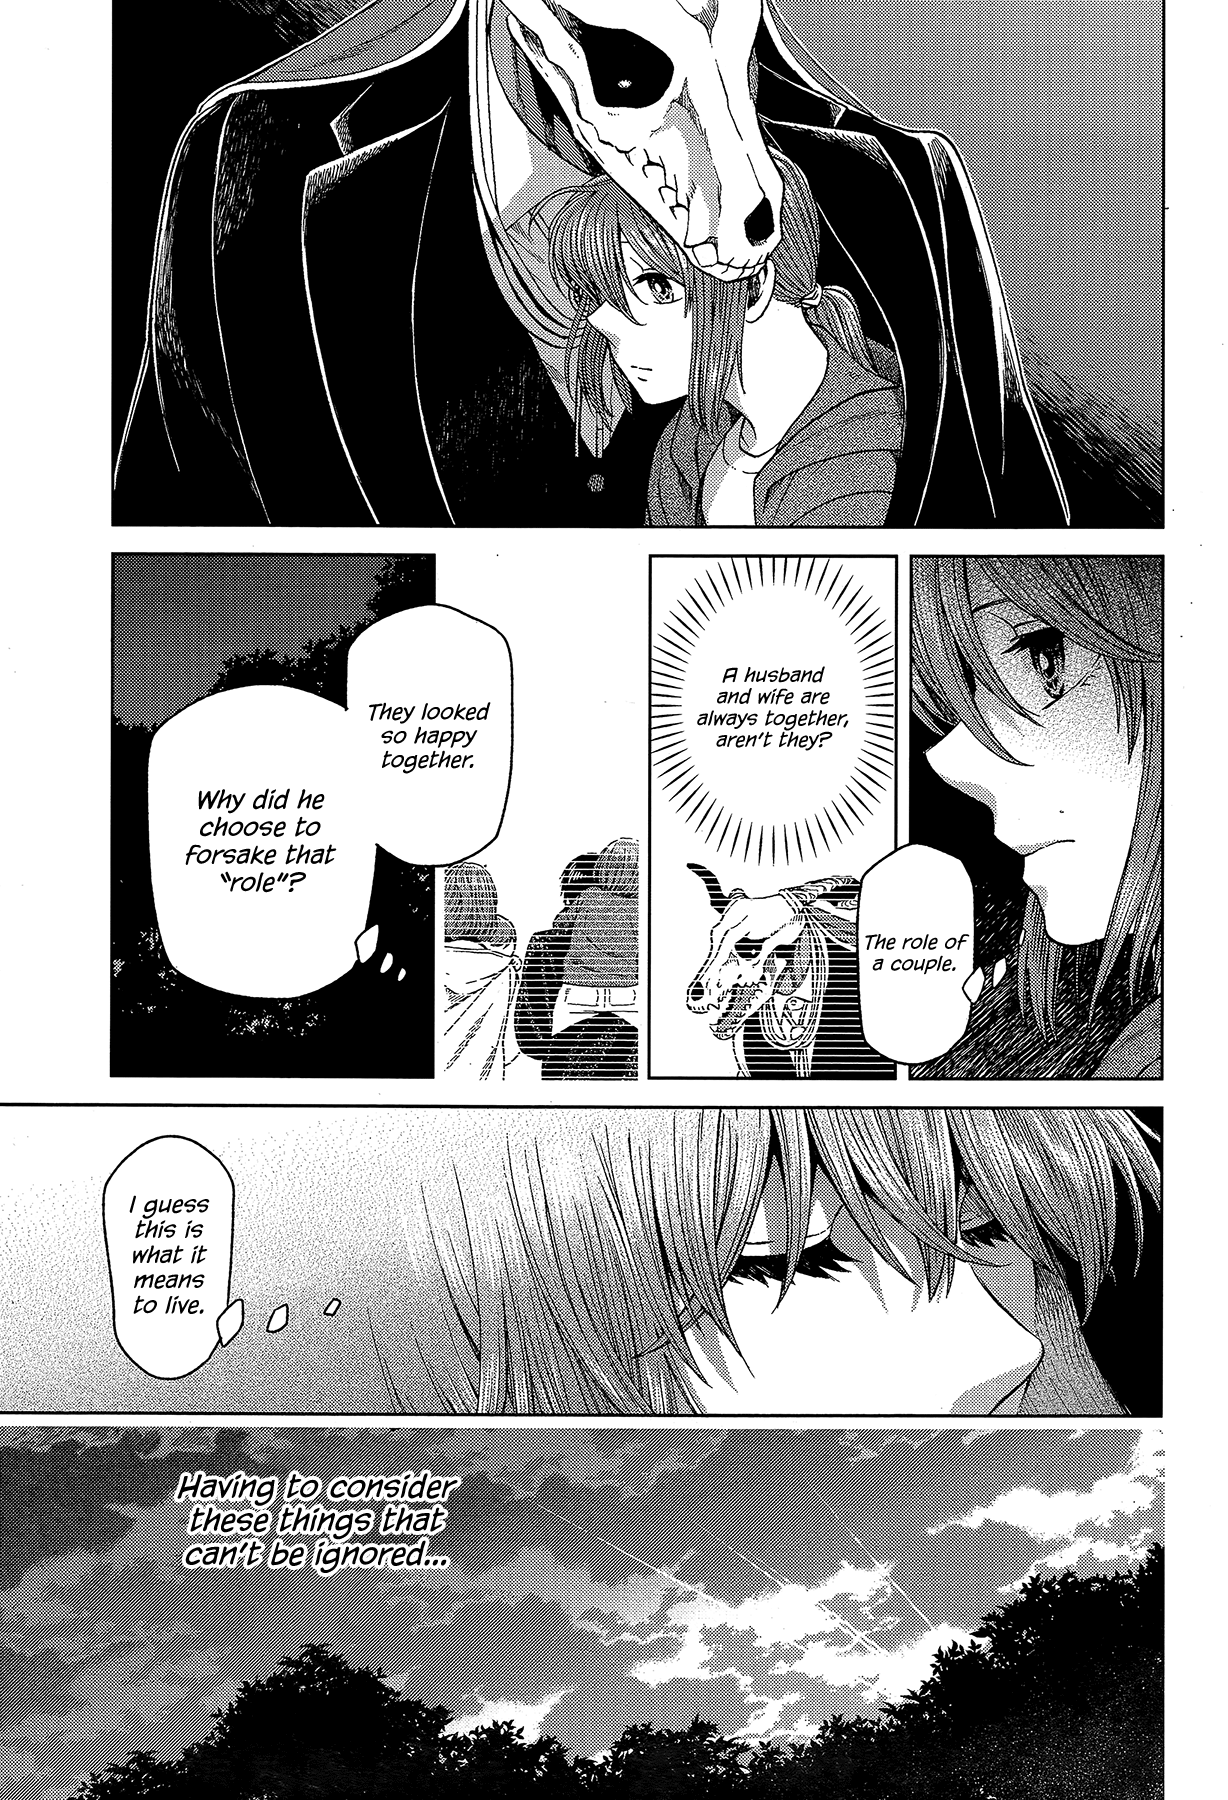 The role of
a couple.
A husband
and wife are
always together,
aren't they?
They looked
so happy
together.
Why did he
choose to
forsake that
"role"?
I guess
this is
what it
means
to live.
Having to consider
these things that
can't be ignored...